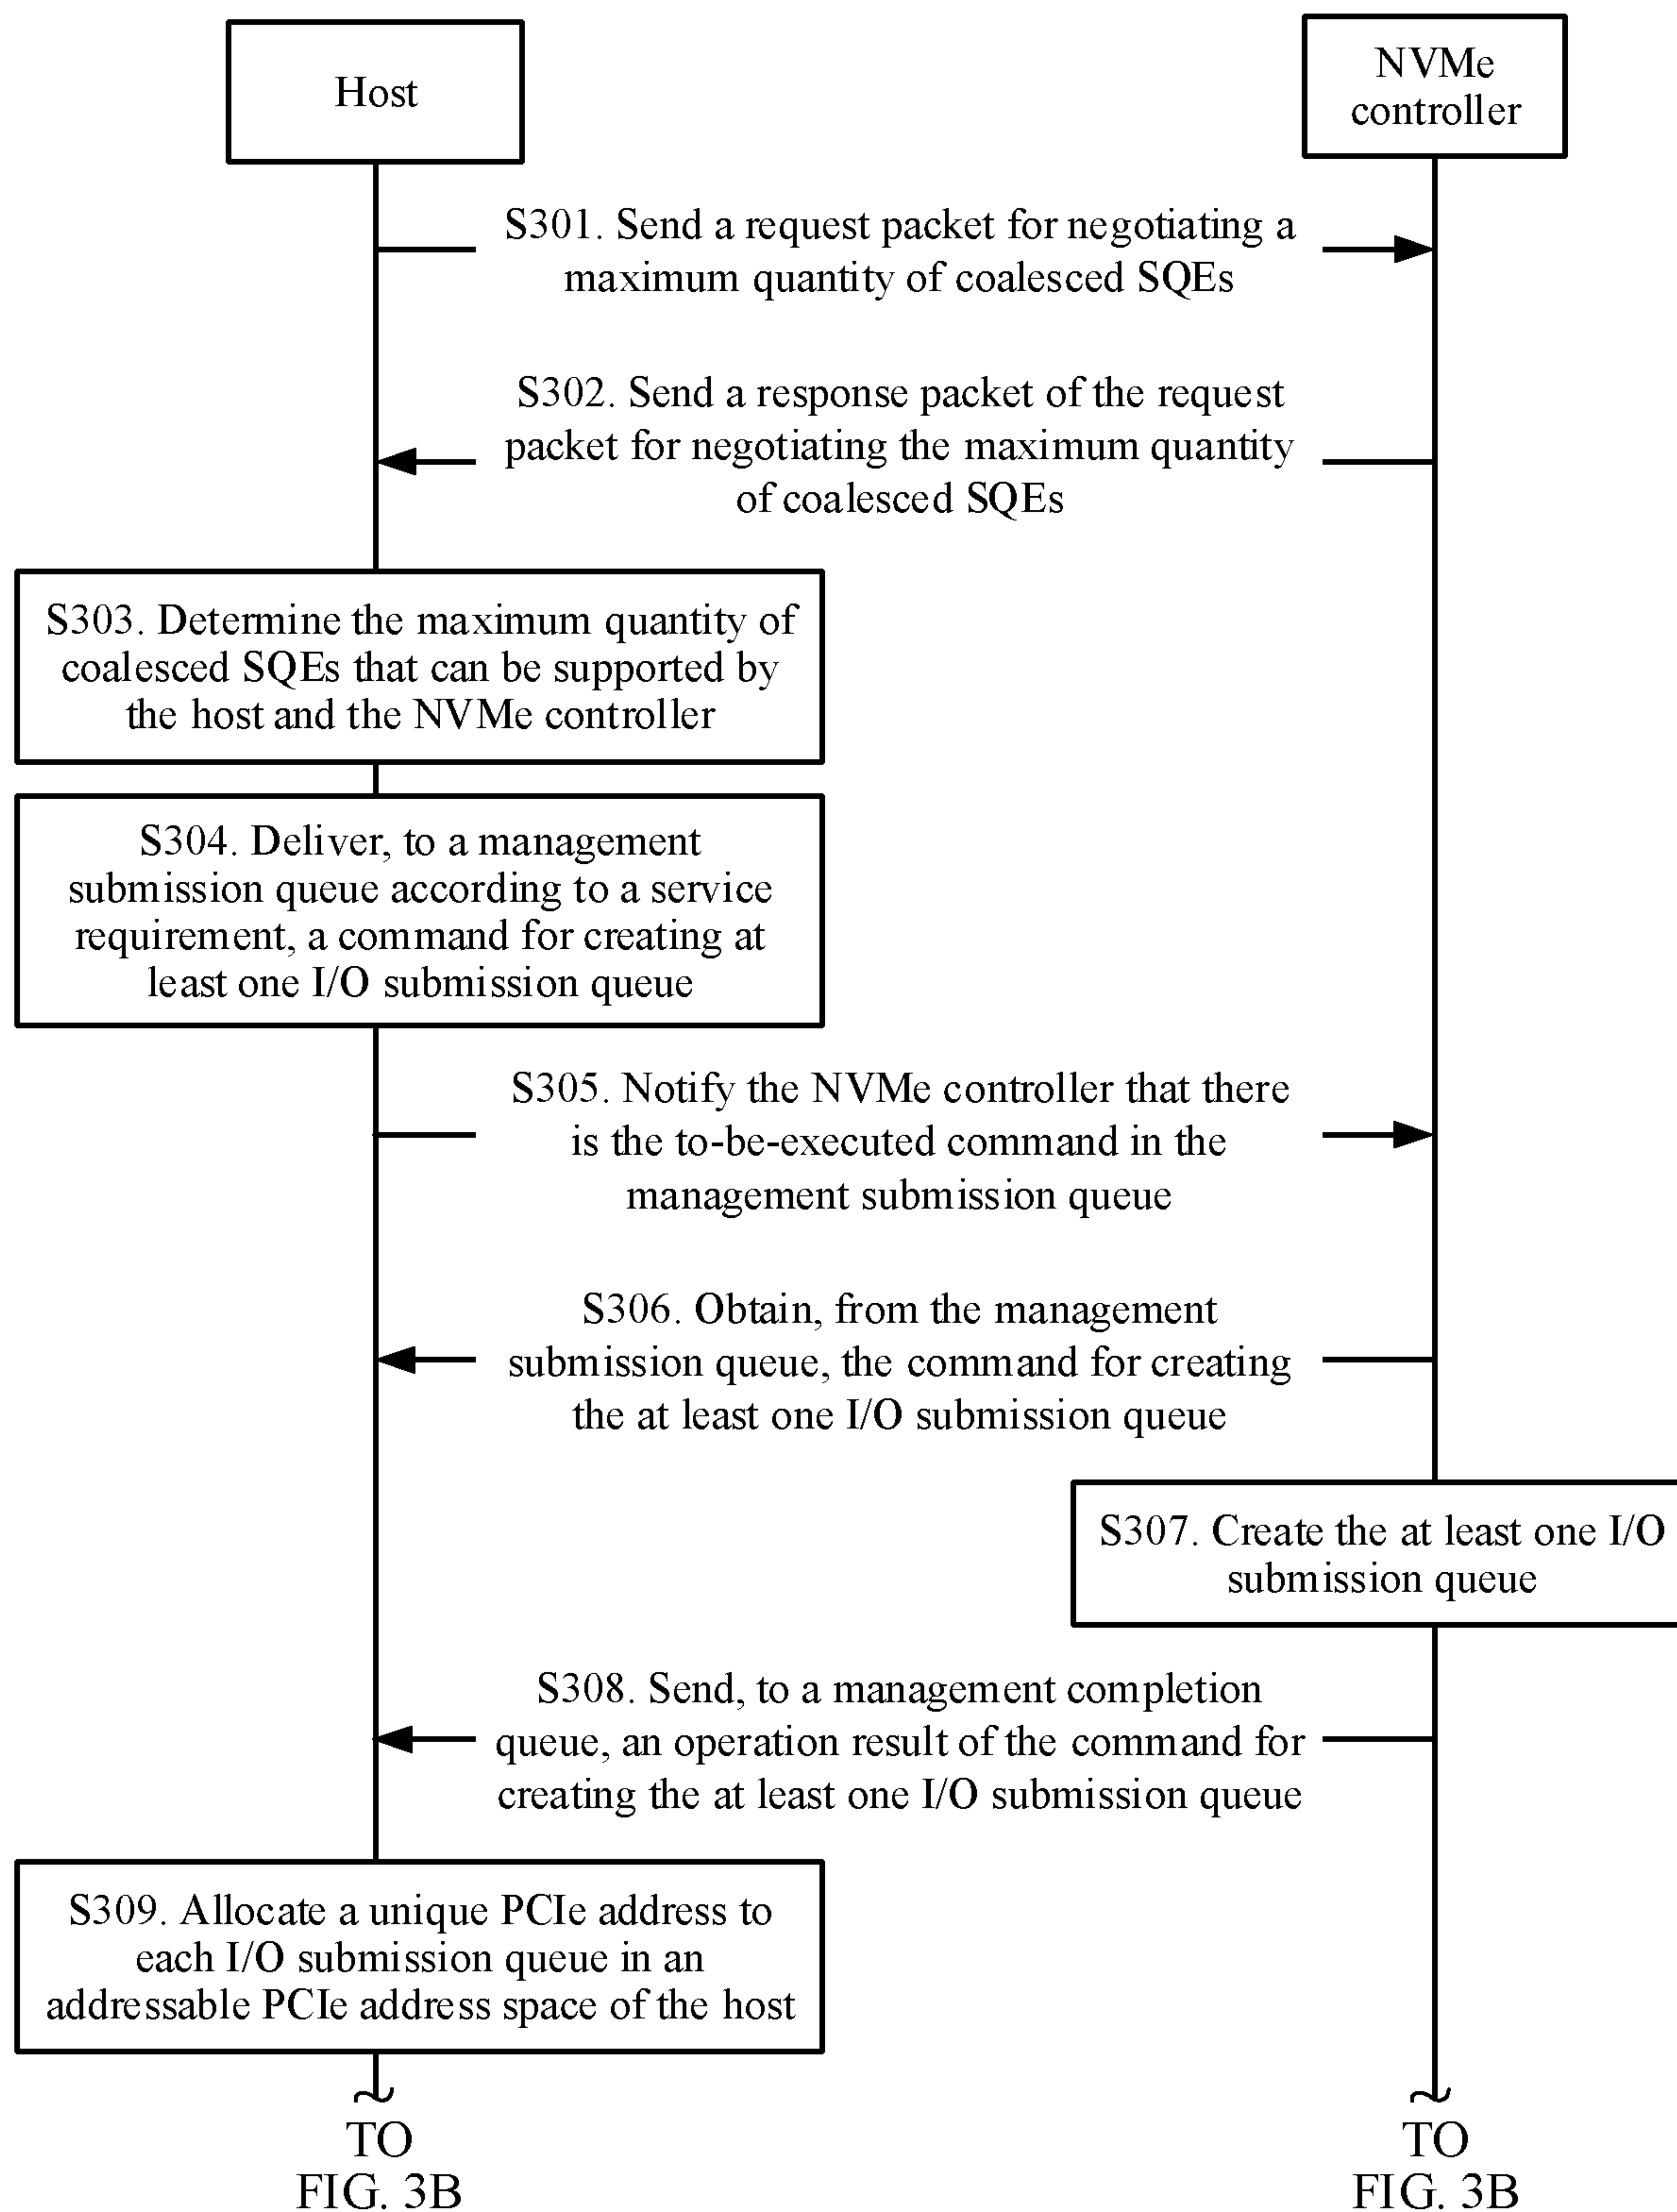 Host
NVMe
controller
S301. Send a request packet for negotiating a
maximum quantity of coalesced SQEs
S302. Send a response packet of the request
packet for negotiating the maximum quantity
of coalesced SQEs
S303. Determine the maximum quantity of
coalesced SQEs that can be supported by
the host and the NVMe controller
S304. Deliver, to a management
submission queue according to a service
requirement, a command for creating at
least one I/O submission queue
S305. Notify the NVMe controller that there
is the to-be-executed command in the
management submission queue
S306. Obtain, from the management
submission queue, the command for creating
the at least one I/O submission queue
S307. Create the at least one I/O
submission queue
S308. Send, to a management completion
queue, an operation result of the command for
creating the at least one I/O submission queue
S309. Allocate a unique PCIe address to
each I/O submission queue in an
addressable PCIe address space of the host
TO
FIG. 3B
TO
FIG. 3B